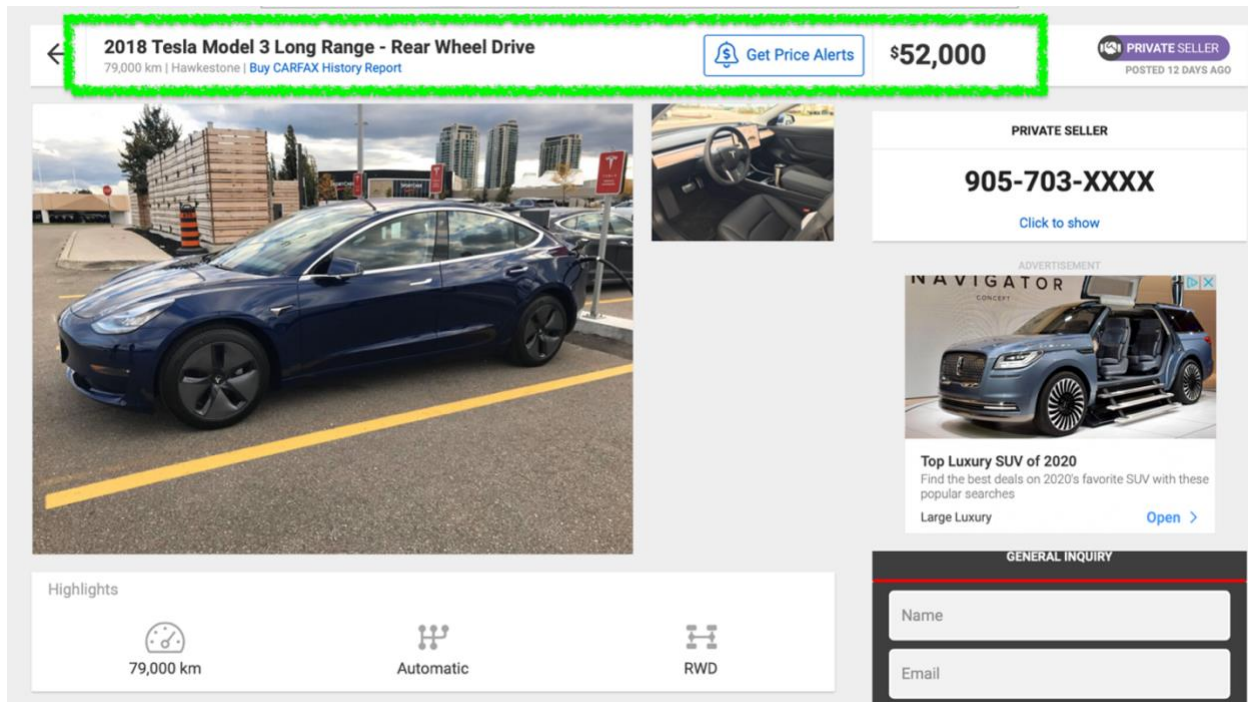 2018 Tesla Model 3 Long Range - Rear Wheel Drive
79,000 km | Hawkestone | Buy CARFAX History Report
Get Price Alerts
$52,000
PRIVATE SELLER
POSTED 12 DAYS AGO
PRIVATE SELLER
905-703-XXXX
Click to show
ADVERTISEMENT
NAVIGATOR
CONCEPT
Top Luxury SUV of 2020
Find the best deals on 2020's favorite SUV with these
popular searches
Large Luxury
Open >
GENERAL INQUIRY
Name
Email
Highlights
79,000 km
Automatic
RWD